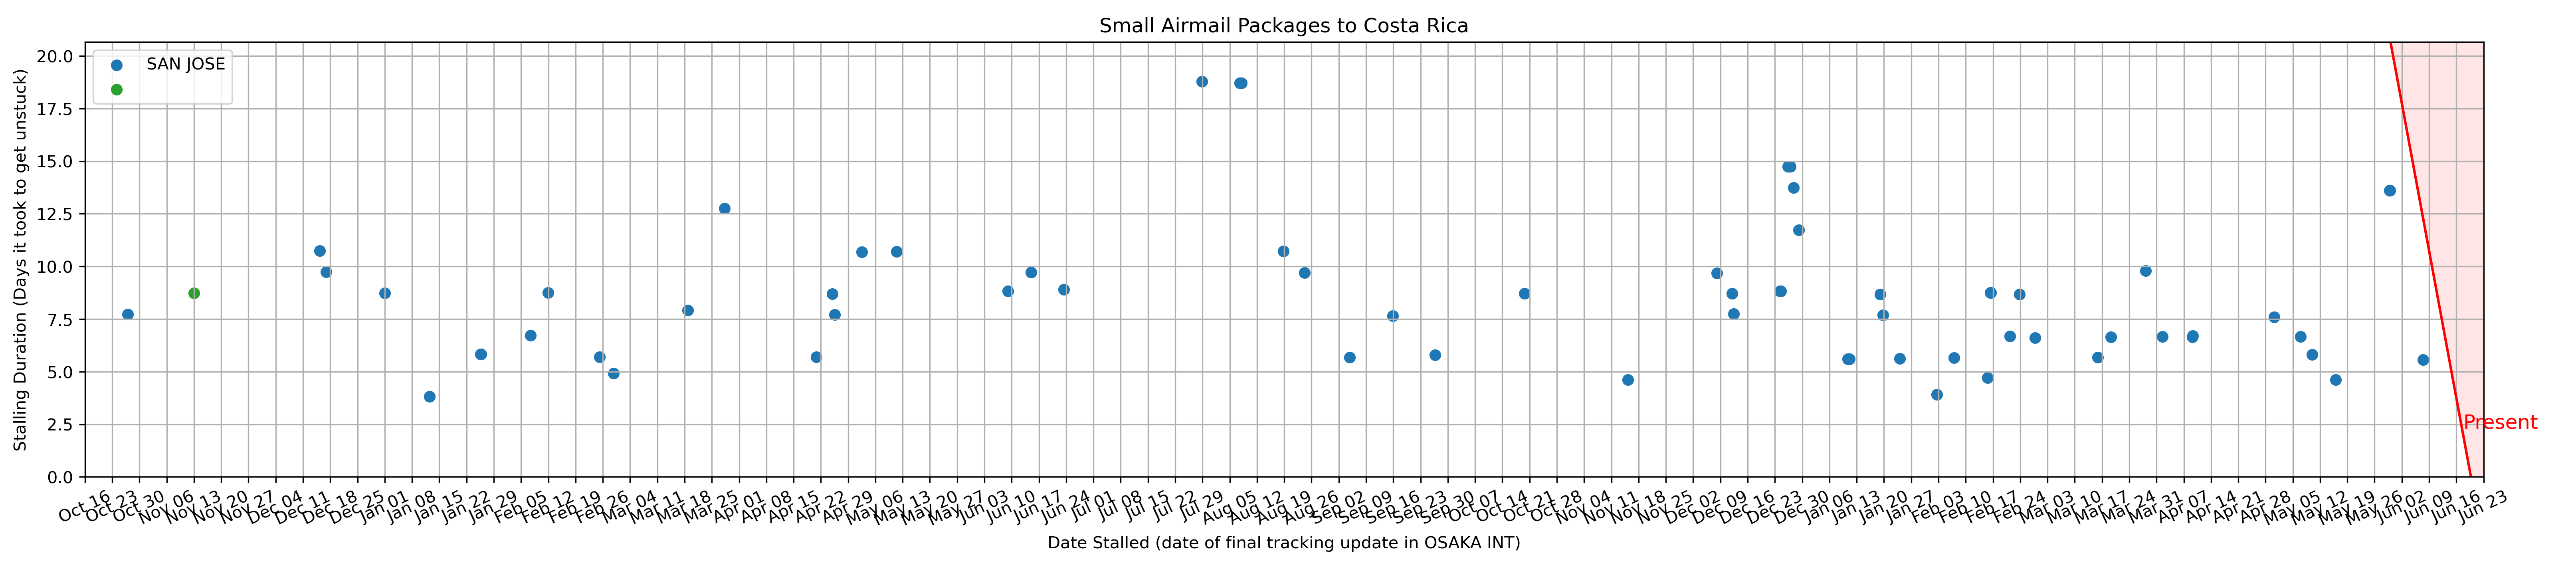 Small Airmail Packages to Costa Rica
Stalling Duration (Days it took to get unstuck)
20.0
17.5
15.0
12.5
10.0
7.5
5.0
2.5
0.0
SAN JOSE
Present
Oct 16
Oct 23
Oct 30
Nov 06
Nov 13
Nov 20
Nov 27
Dec 04
Dec 11
Dec 18
Dec 25
Jan 01
Jan 08
Jan 15
Jan 22
Jan 29
Feb 05
Feb 12
Feb 19
Feb 26
Mar 04
Mar 11
Mar 18
Mar 25
Apr 01
Apr 08
Apr 15
Apr 22
Apr 29
May 06
May 13
May 20
May 27
Jun 03
Jun 10
Jun 17
Jun 24
Jul 01
Jul 08
Jul 15
Jul 22
Jul 29
Aug 05
Aug 12
Aug 19
Aug 26
Sep 02
Sep 09
Sep 16
Sep 23
Sep 30
Oct 07
Oct 14
Oct 21
Oct 28
Nov 04
Nov 11
Nov 18
Nov 25
Dec 02
Dec 09
Dec 16
Dec 23
Dec 30
Jan 06
Jan 13
Jan 20
Jan 27
Feb 03
Feb 10
Feb 17
Feb 24
Mar 03
Mar 10
Mar 17
Mar 24
Mar 31
Apr 07
Apr 14
Apr 21
Apr 28
May 05
May 12
May 19
May 26
Jun 02
Jun 09
Jun 16
Jun 23
Date Stalled (date of final tracking update in OSAKA INT)